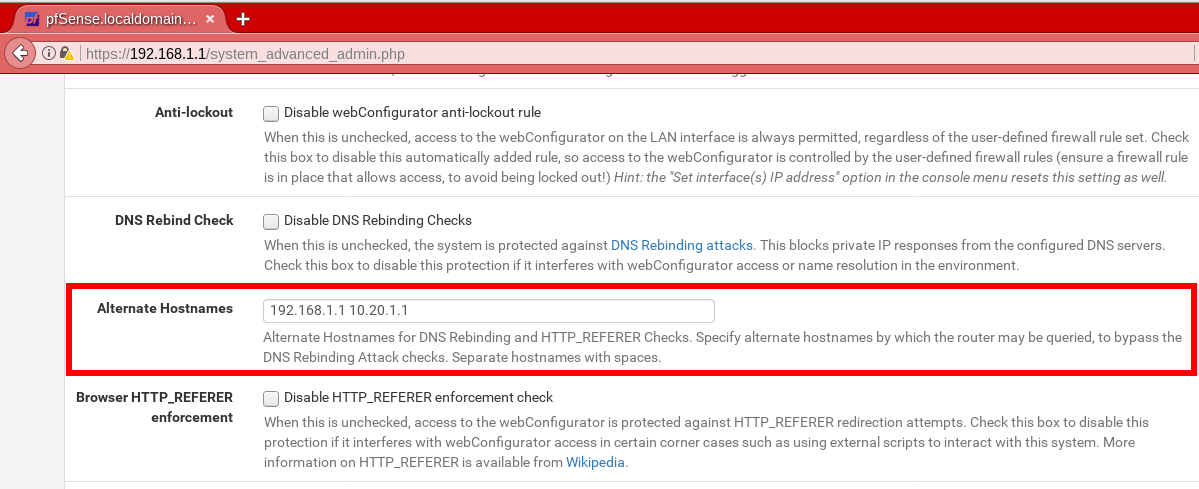 pfSense.localdomain...
https://192.168.1.1/system_advanced_admin.php
Anti-lockout
Disable webConfigurator anti-lockout rule
When this is unchecked, access to the webConfigurator on the LAN interface is always permitted, regardless of the user-defined firewall rule set. Check
this box to disable this automatically added rule, so access to the webConfigurator is controlled by the user-defined firewall rules (ensure a firewall rule
is in place that allows access, to avoid being locked out!) Hint: the "Set interface(s) IP address" option in the console menu resets this setting as well.
DNS Rebind Check
Disable DNS Rebinding Checks
When this is unchecked, the system is protected against DNS Rebinding attacks. This blocks private IP responses from the configured DNS servers.
Check this box to disable this protection if it interferes with webConfigurator access or name resolution in the environment.
Alternate Hostnames
192.168.1.1 10.20.1.1
Alternate Hostnames for DNS Rebinding and HTTP_REFERER Checks. Specify alternate hostnames by which the router may be queried, to bypass the
DNS Rebinding Attack checks. Separate hostnames with spaces.
Browser HTTP_REFERER
enforcement
Disable HTTP_REFERER enforcement check
When this is unchecked, access to the webConfigurator is protected against HTTP_REFERER redirection attempts. Check this box to disable this
protection if it interferes with webConfigurator access in certain corner cases such as using external scripts to interact with this system. More
information on HTTP_REFERER is available from Wikipedia.